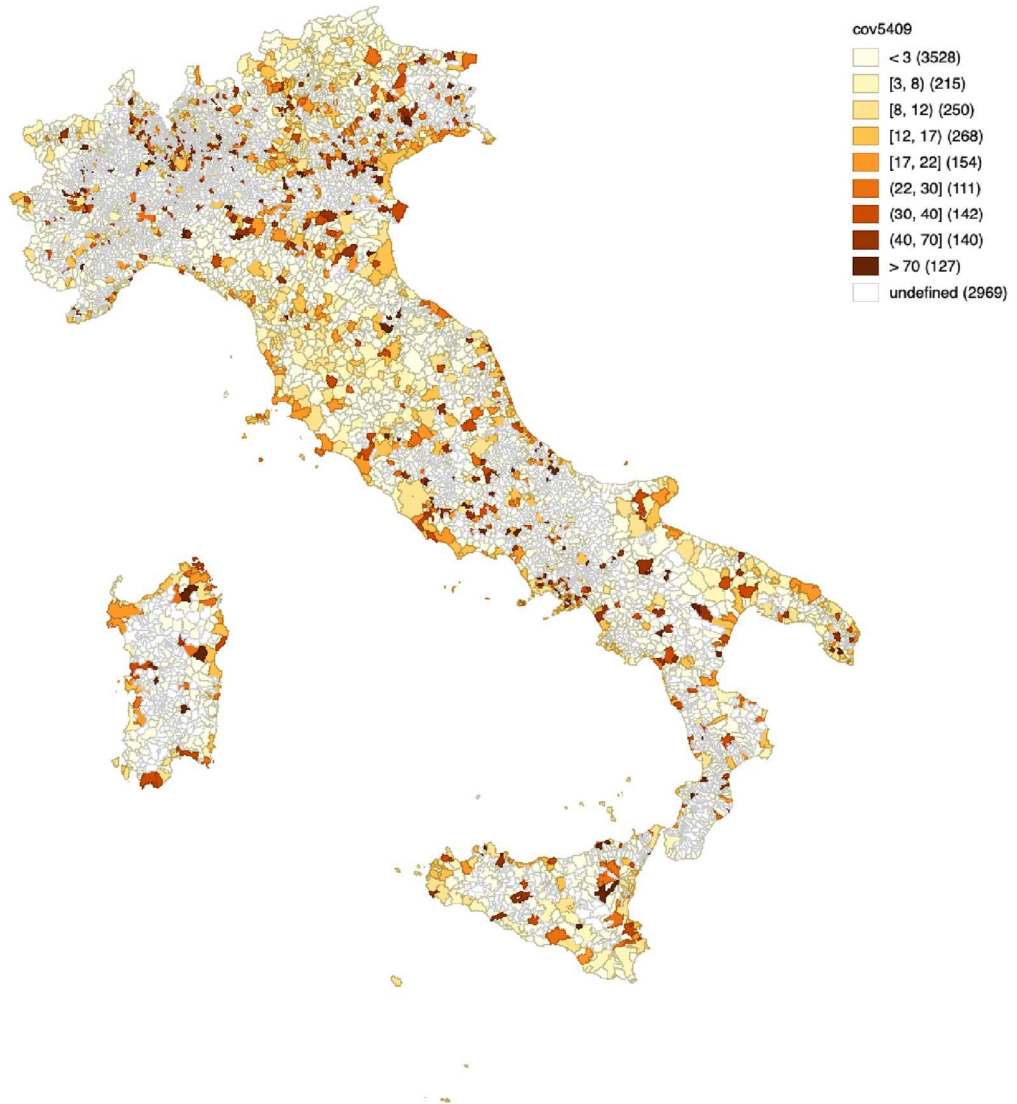 cov5409
< 3 (3528)
[3, 8) (215)
[8, 12) (250)
[12, 17) (268)
[17, 22] (154)
(22, 30] (111)
(30, 40] (142)
(40, 70] (140)
> 70 (127)
undefined (2969)